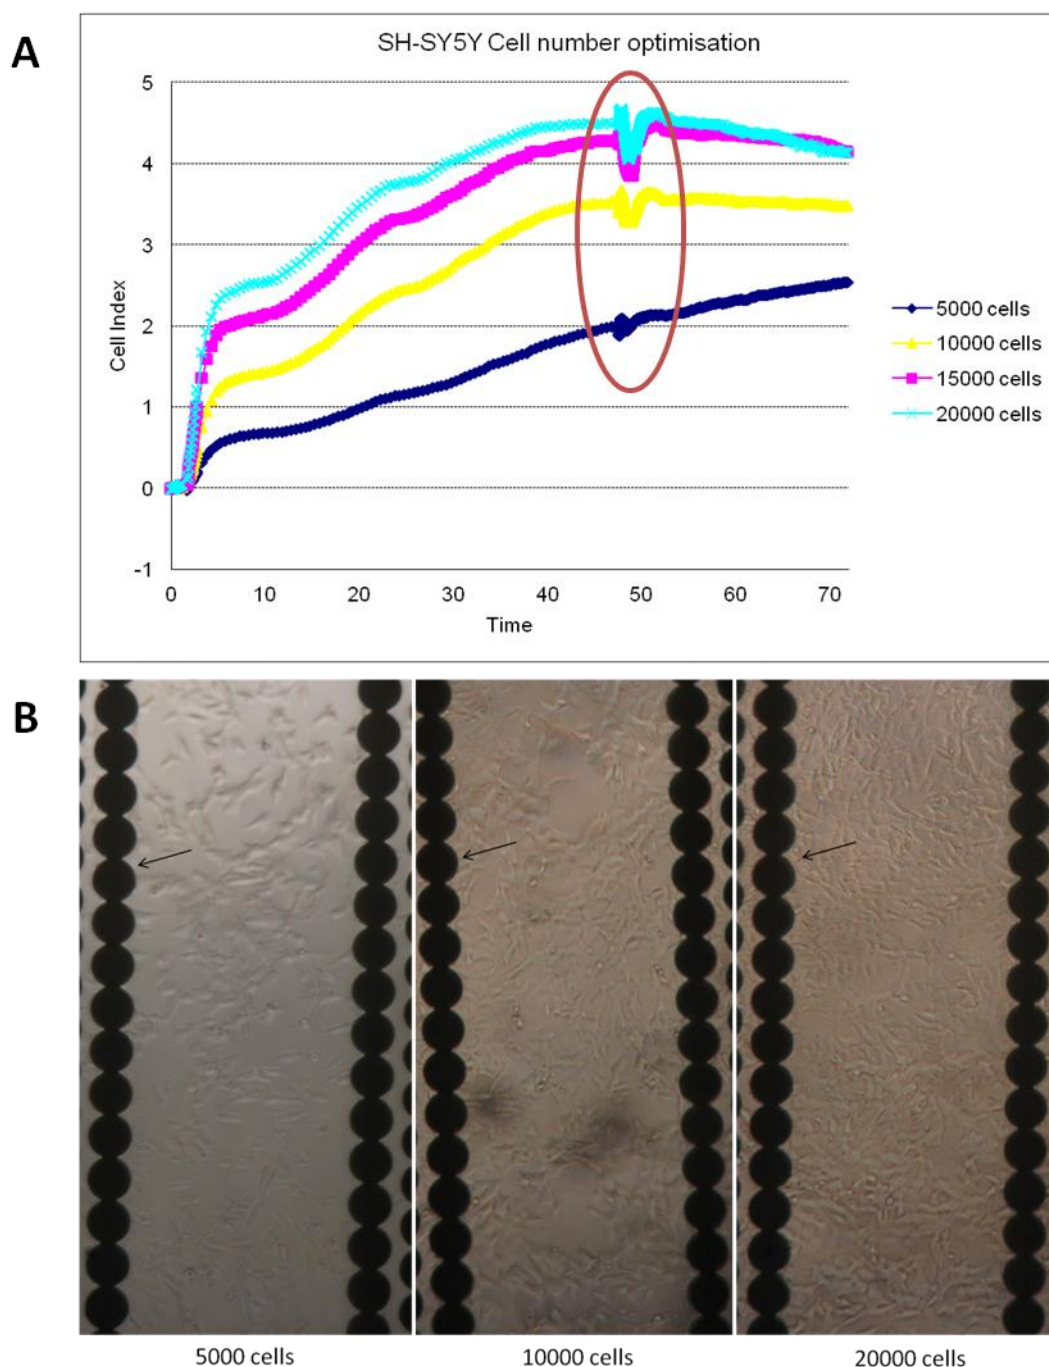 A
SH-SY5Y Cell number optimisation
5
4
3
2
1
0
-1
Cell Index
0 10 20 30 40 50 60 70
Time
5000 cells
10000 cells
15000 cells
20000 cells
B
5000 cells 10000 cells 20000 cells